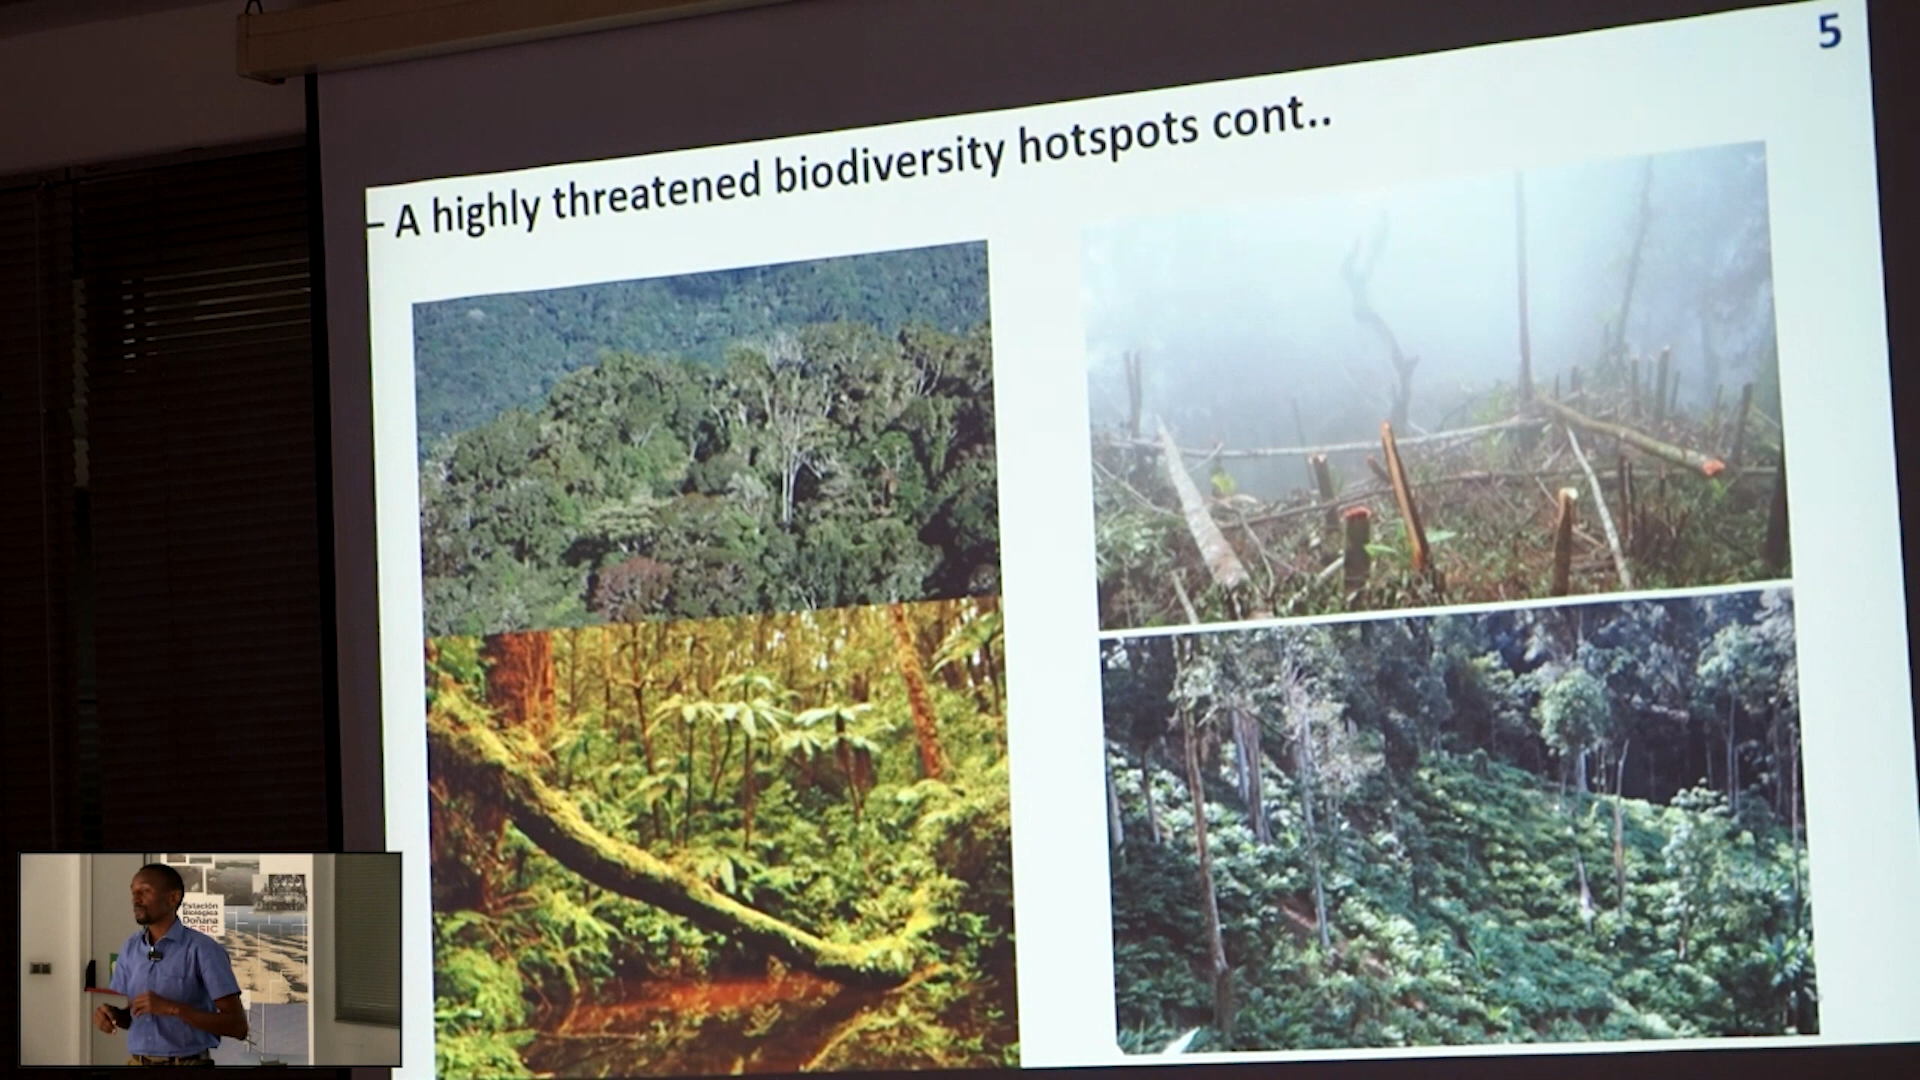 5
– A highly threatened biodiversity hotspots cont..
Estación
Biológica
Doñana
CSIC